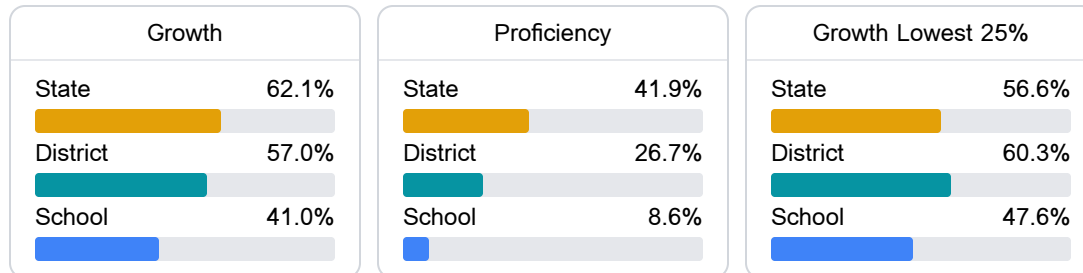 Growth
State 62.1%
District 57.0%
School 41.0%
Proficiency
State 41.9%
District 26.7%
School 8.6%
Growth Lowest 25%
State 56.6%
District 60.3%
School 47.6%